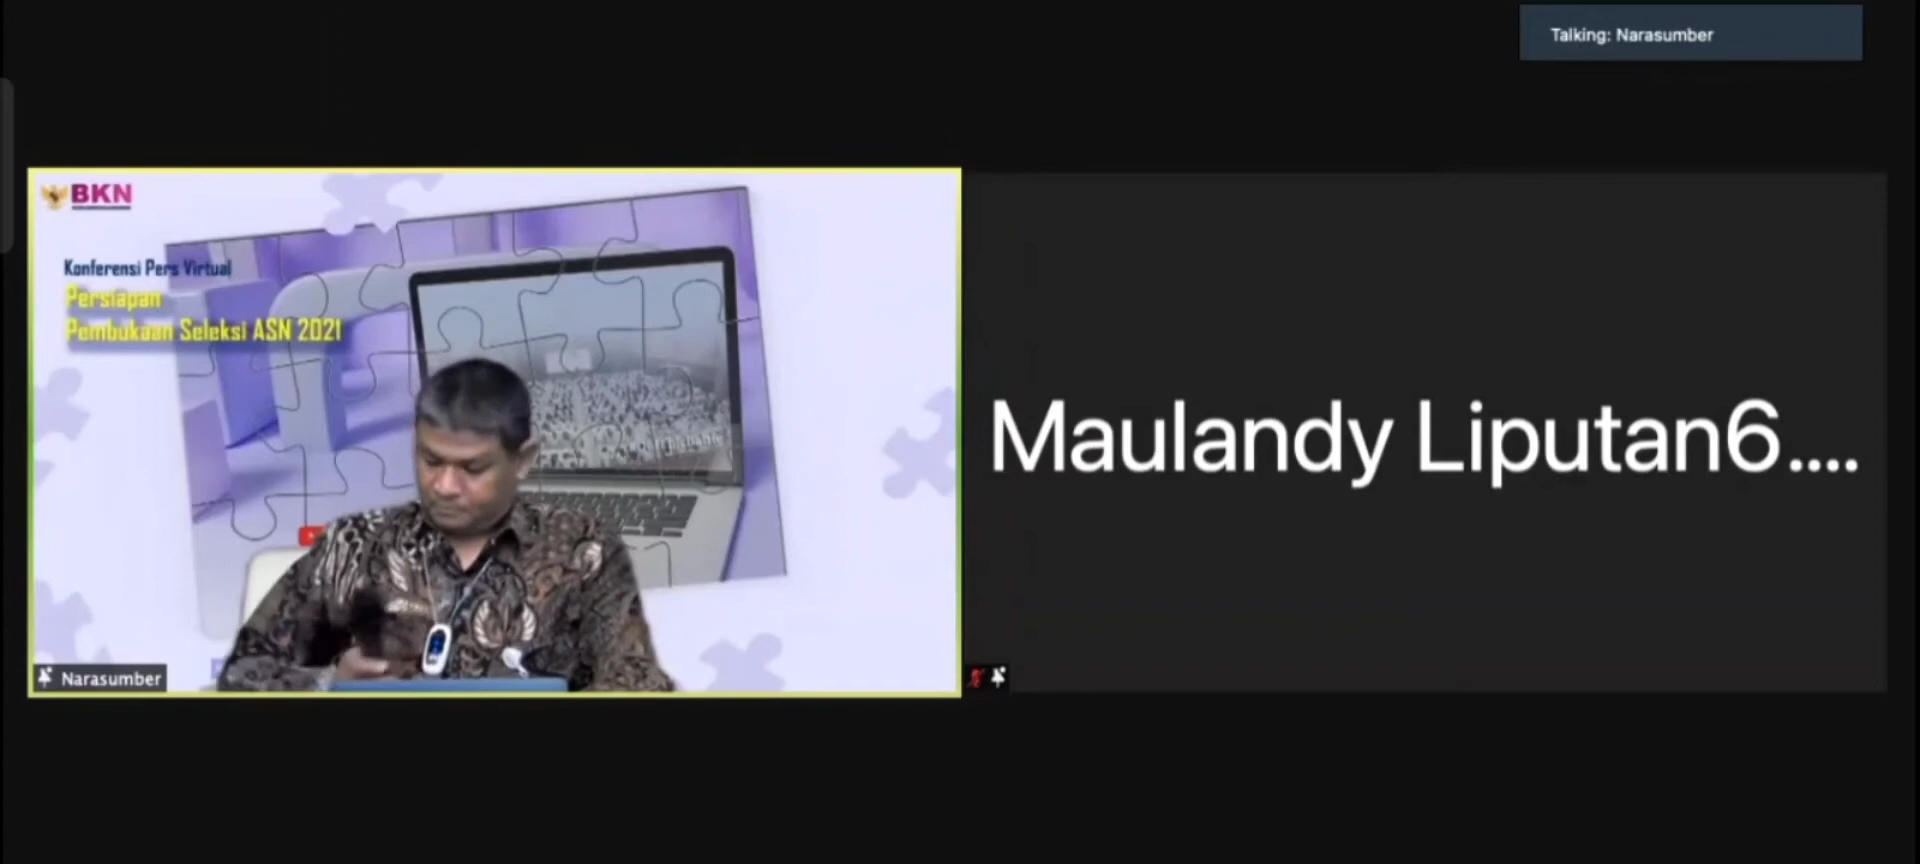 Talking: Narasumber
BKN
Konferensi Pers Virtual
Persiapan
Pembukaan Seleksi ASN 2021
Maulandy Liputan6....
Narasumber